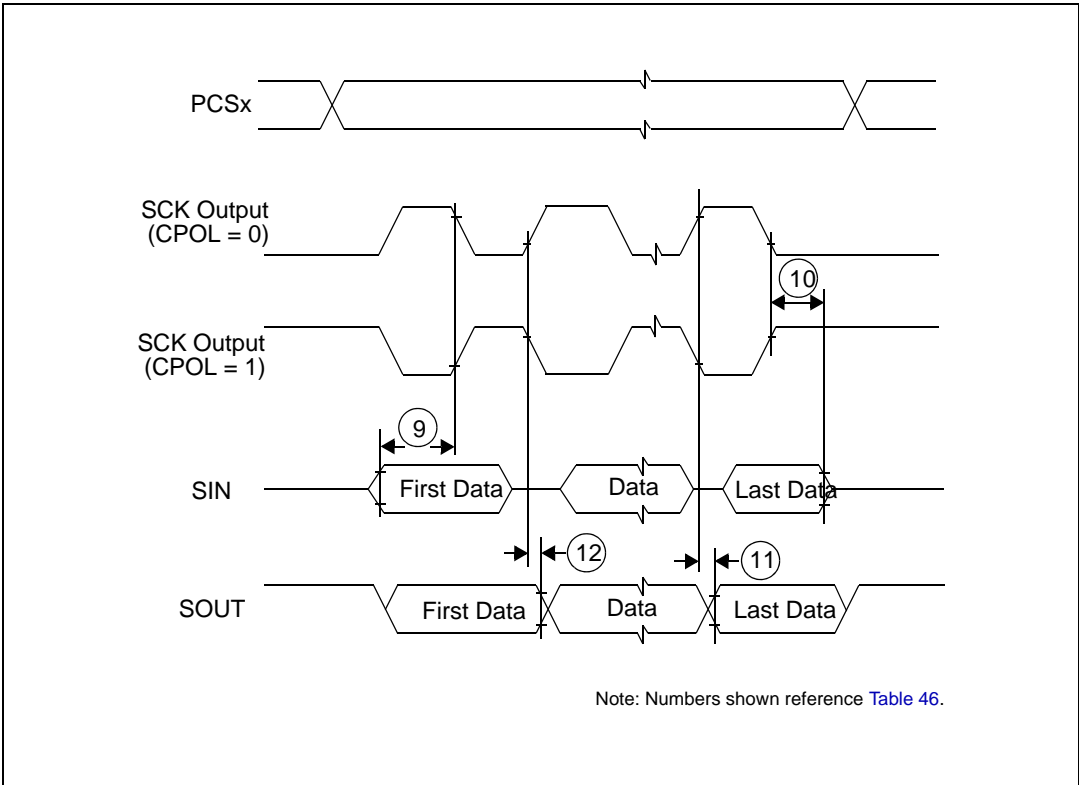 PCSx
SCK Output
(CPOL = 0)
10
SCK Output
(CPOL = 1)
9
SIN
First Data
Data
Last Data
12
11
SOUT
First Data
Data
Last Data
Note: Numbers shown reference Table 46.